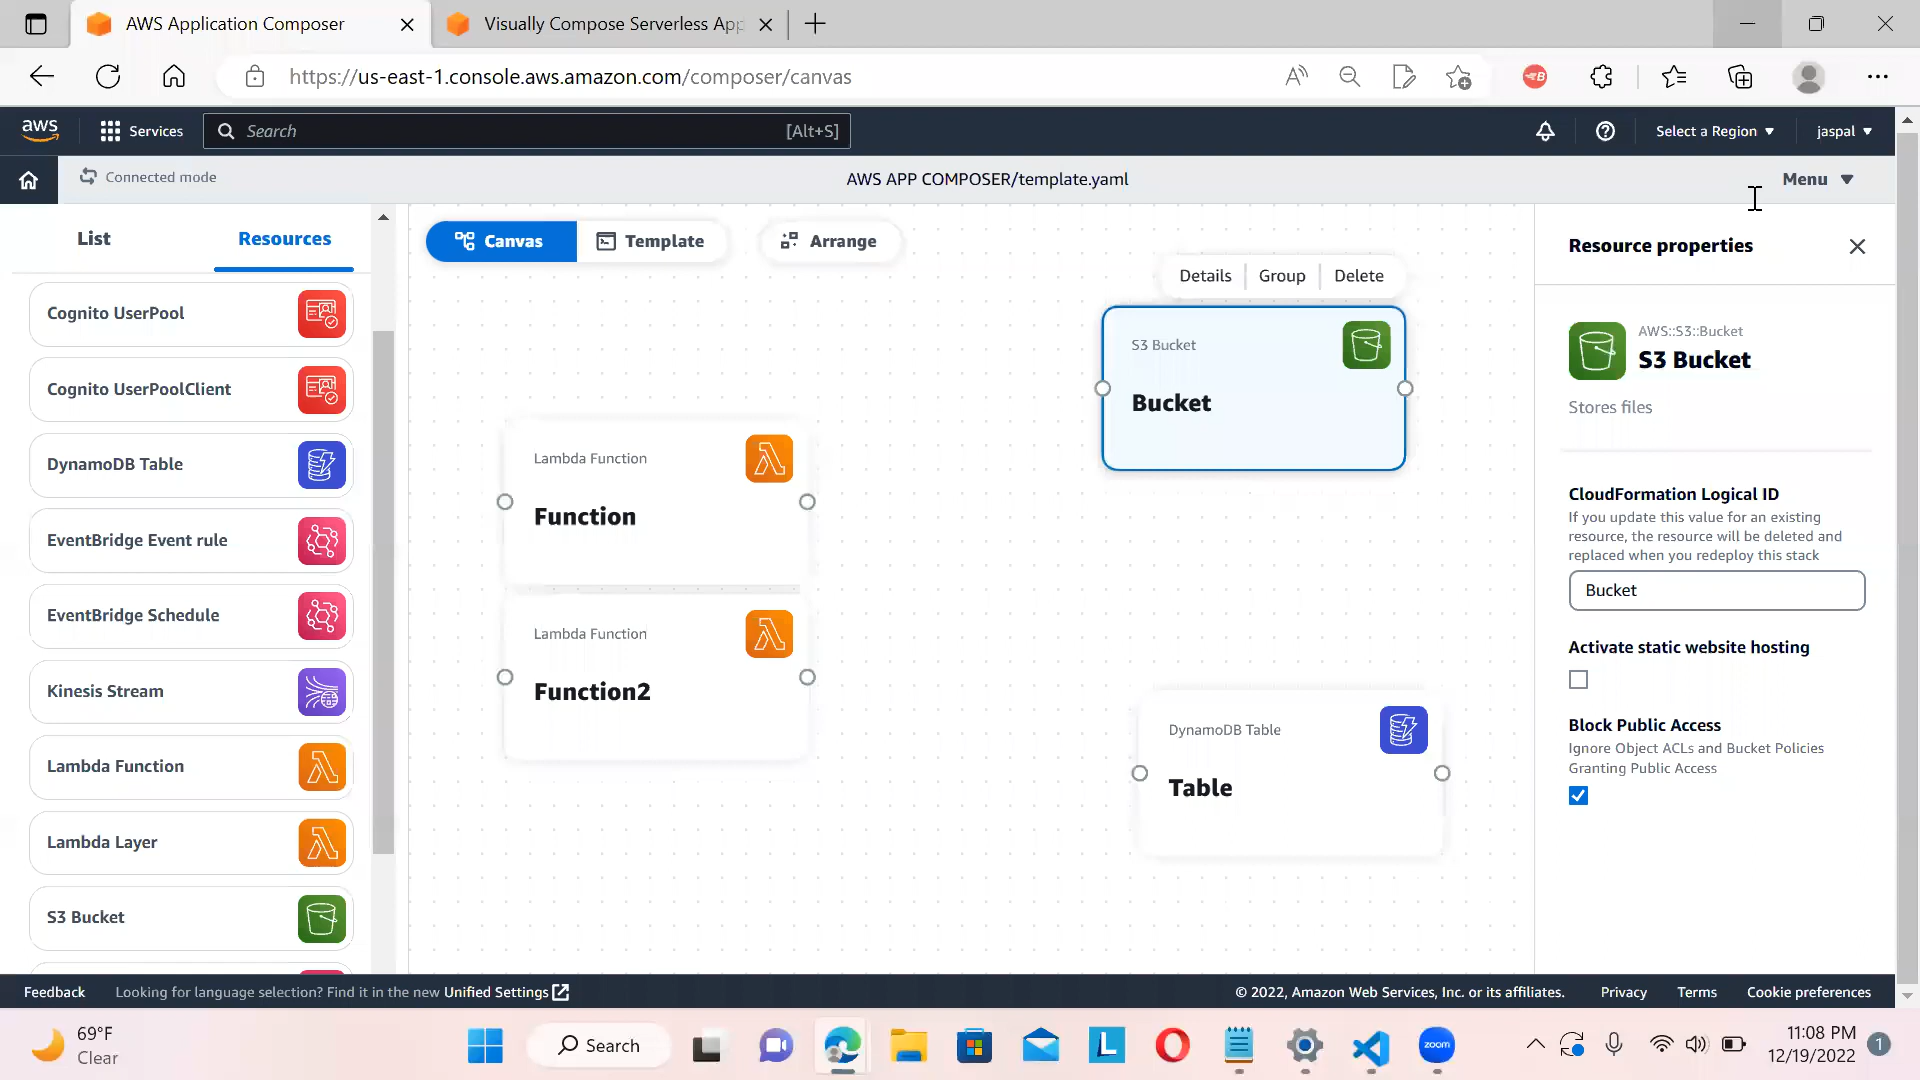 AWS Application Composer
Visually Compose Serverless App
https://us-east-1.console.aws.amazon.com/composer/canvas
aws
Services
Search
[Alt+S]
Select a Region
jaspal
Connected mode
AWS APP COMPOSER/template.yaml
Menu
List
Resources
Cognito UserPool
Cognito UserPoolClient
DynamoDB Table
EventBridge Event rule
EventBridge Schedule
Kinesis Stream
Lambda Function
Lambda Layer
S3 Bucket
Canvas
Template
Arrange
Details
Group
Delete
S3 Bucket
Bucket
Lambda Function
Function
Lambda Function
Function2
DynamoDB Table
Table
Resource properties
AWS::S3::Bucket
S3 Bucket
Stores files
CloudFormation Logical ID
If you update this value for an existing
resource, the resource will be deleted and
replaced when you redeploy this stack
Bucket
Activate static website hosting
Block Public Access
Ignore Object ACLs and Bucket Policies
Granting Public Access
Feedback
Looking for language selection? Find it in the new Unified Settings
© 2022, Amazon Web Services, Inc. or its affiliates.
Privacy
Terms
Cookie preferences
69°F
Clear
Search
L
zoom
11:08 PM
12/19/2022
1